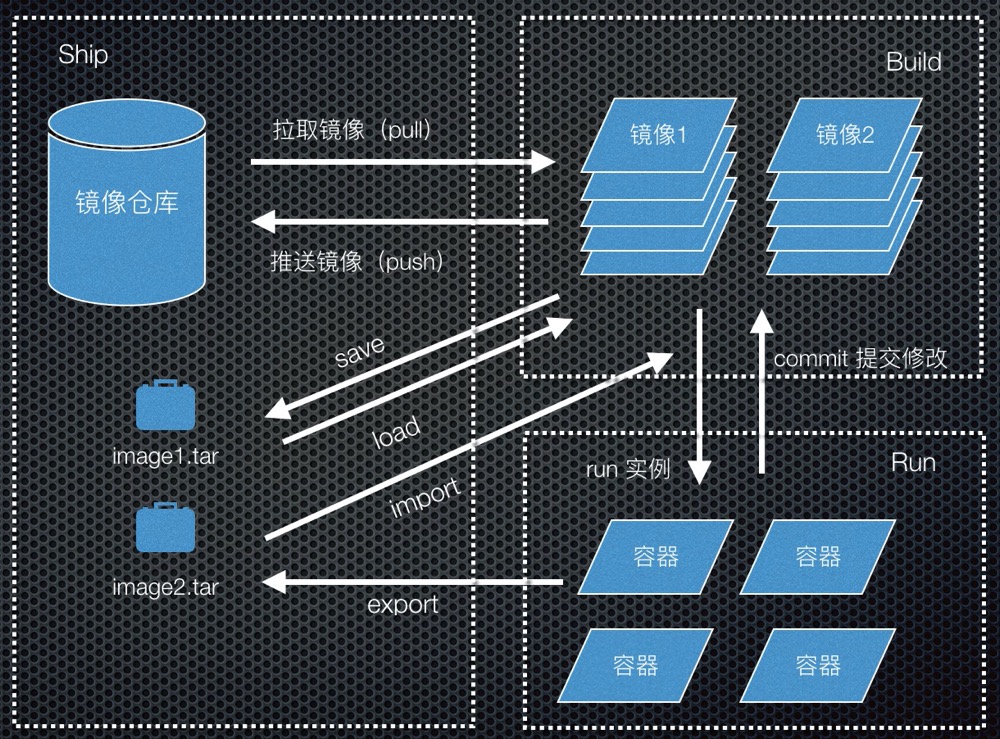 Ship
Build
拉取镜像（pull）
镜像1
镜像2
镜像仓库
推送镜像（push）
save
commit 提交修改
load
image1.tar
run 实例
Run
import
容器
容器
image2.tar
export
容器
容器